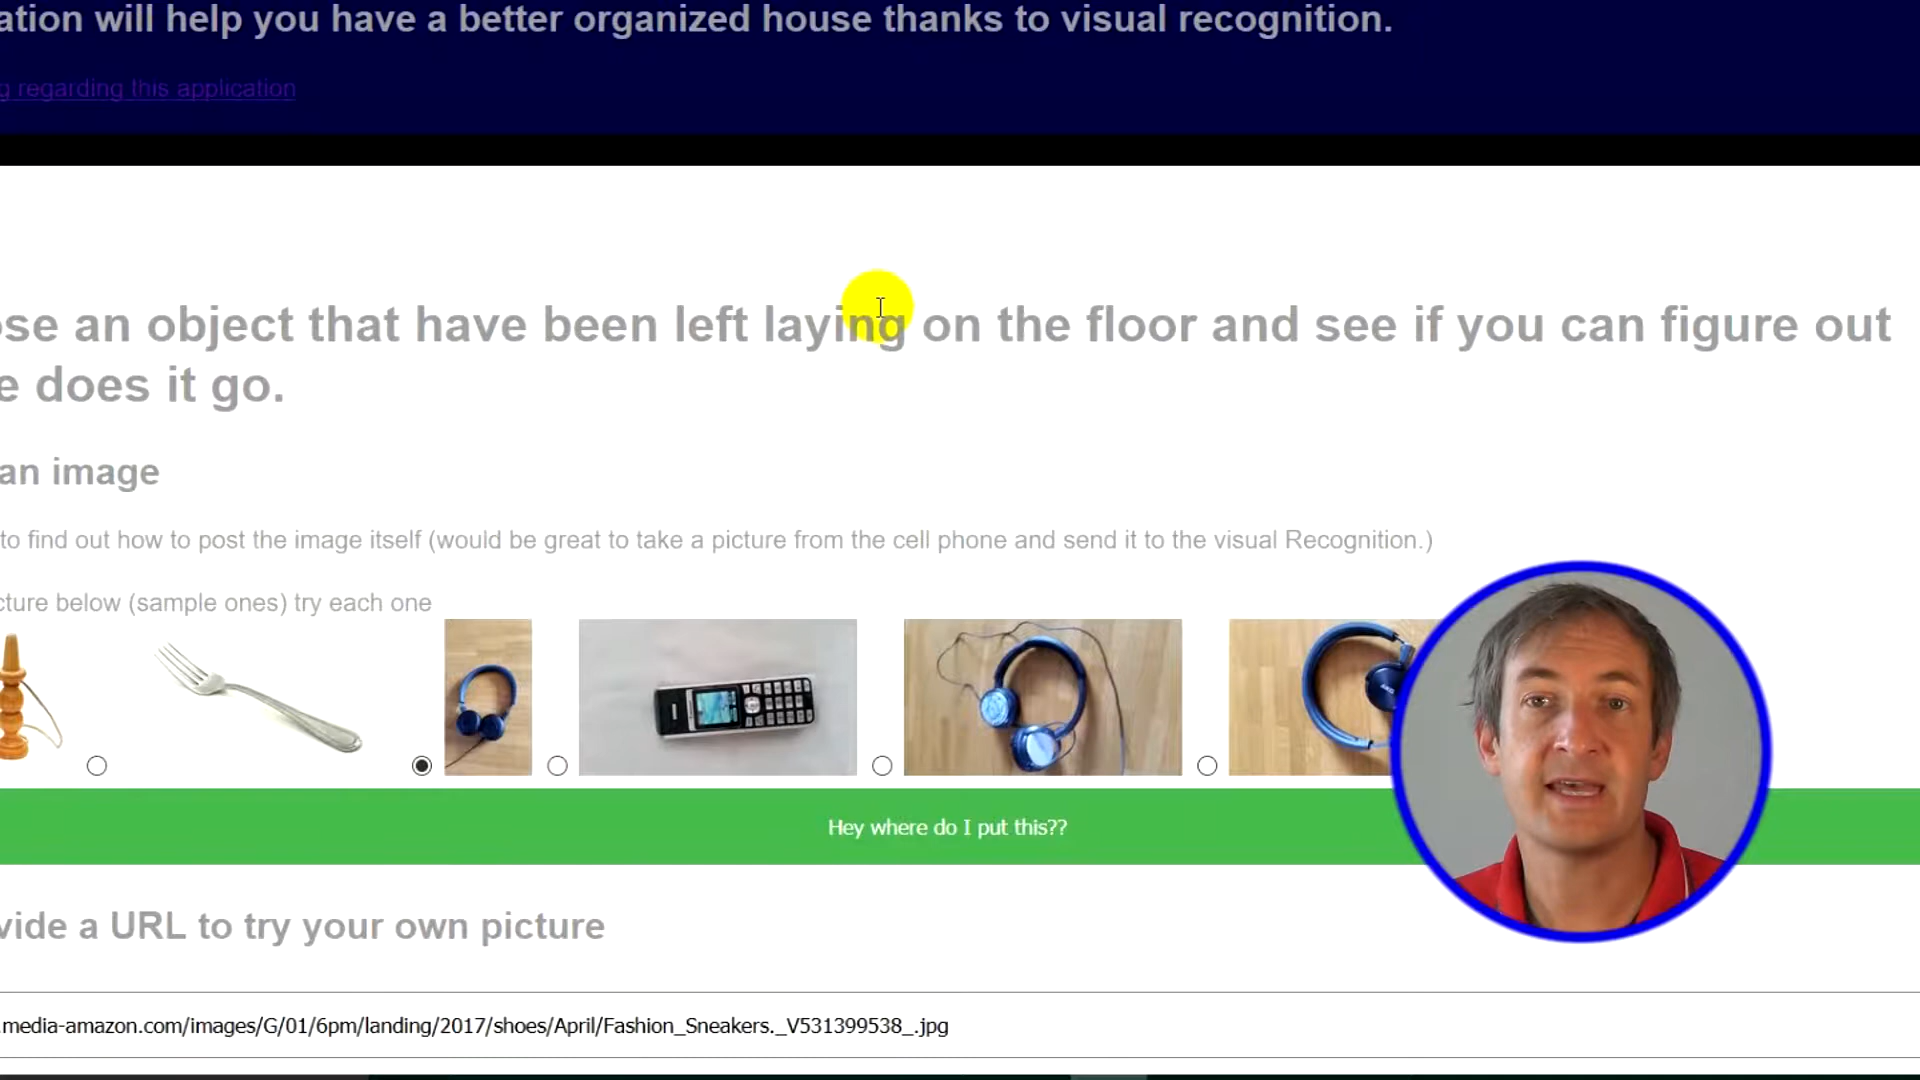 ation will help you have a better organized house thanks to visual recognition.
g regarding this application
ose an object that have been left laying on the floor and see if you can figure out
e does it go.
an image
to find out how to post the image itself (would be great to take a picture from the cell phone and send it to the visual Recognition.)
cture below (sample ones) try each one
Hey where do I put this??
vide a URL to try your own picture
.media-amazon.com/images/G/01/6pm/landing/2017/shoes/April/Fashion_Sneakers._V531399538_.jpg